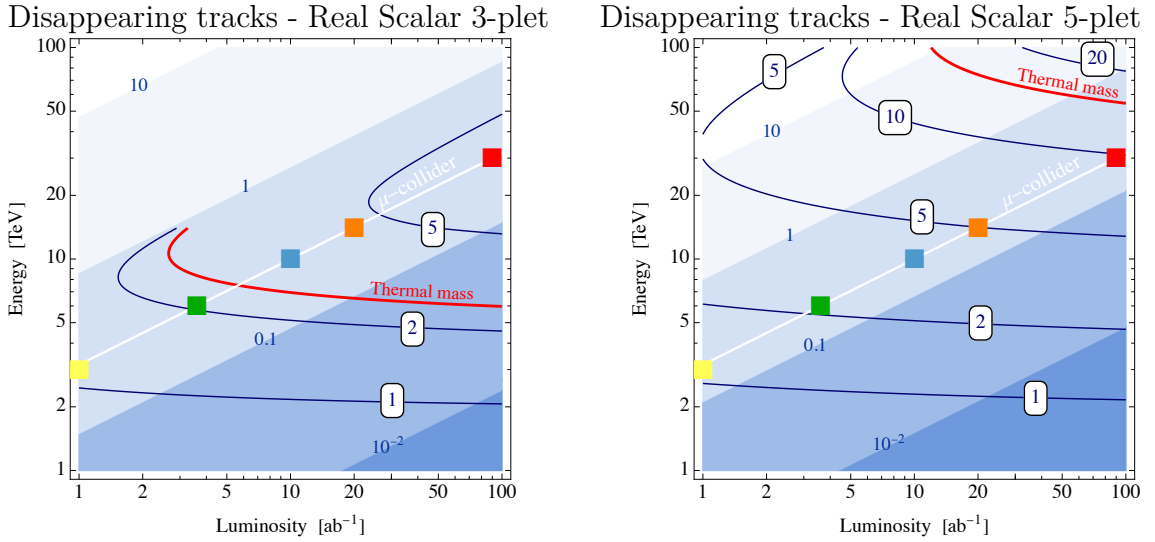 Disappearing tracks - Real Scalar 3-plet
100
50
20
10
5
2
1
Energy [TeV]
10
1
0.1
10⁻²
μ-collider
5
Thermal mass
2
1
1 2 5 10 20 50 100
Luminosity [ab⁻¹]
Disappearing tracks - Real Scalar 5-plet
100
50
20
10
5
2
1
Energy [TeV]
5
10
20
Thermal mass
10
1
μ-collider
5
2
0.1
1
10⁻²
1 2 5 10 20 50 100
Luminosity [ab⁻¹]